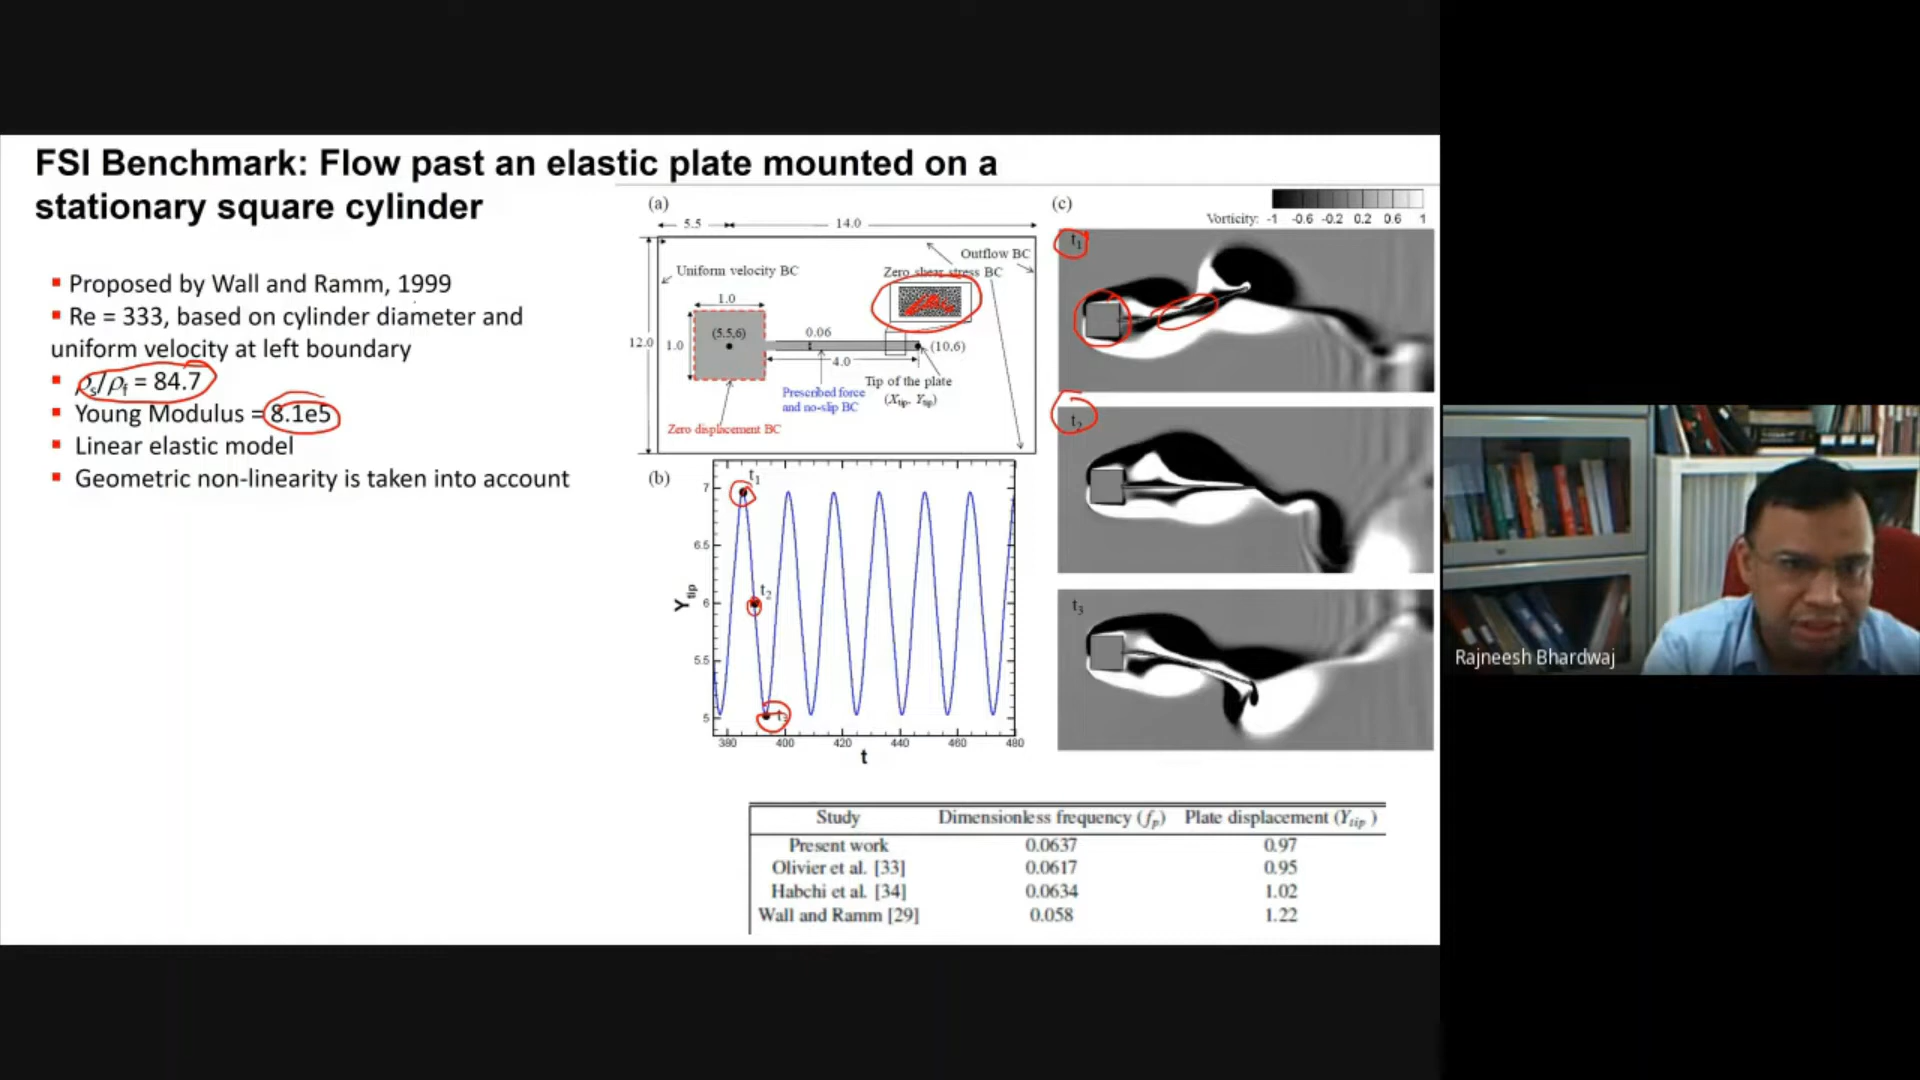 FSI Benchmark: Flow past an elastic plate mounted on a
stationary square cylinder
▪ Proposed by Wall and Ramm, 1999
▪ Re = 333, based on cylinder diameter and
uniform velocity at left boundary
▪ ρs/ρf = 84.7
▪ Young Modulus = 8.1e5
▪ Linear elastic model
▪ Geometric non-linearity is taken into account
(a)
5.5
14.0
Outflow BC
Uniform velocity BC
Zero shear stress BC
1.0
(5.5,6)
0.06
12.0
1.0
(10,6)
4.0
Tip of the plate
(Xtip, Ytip)
Prescribed force
and no-slip BC
Zero displacement BC
(b)
t1
t2
7
6.5
6
5.5
5
Ytip
380 400 420 440 460 480
t
(c)
Vorticity: -1 -0.6 -0.2 0.2 0.6 1
t1
t2
t3
Study Dimensionless frequency (fp) Plate displacement (Ytip)
Present work 0.0637 0.97
Olivier et al. [33] 0.0617 0.95
Habchi et al. [34] 0.0634 1.02
Wall and Ramm [29] 0.058 1.22
Rajneesh Bhardwaj